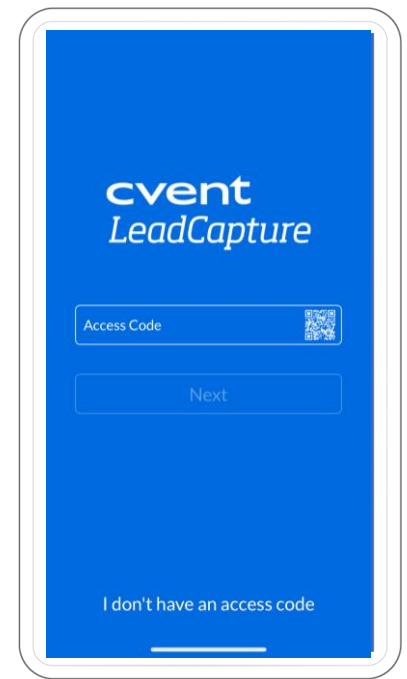 cvent
LeadCapture
Access Code
Next
I don't have an access code